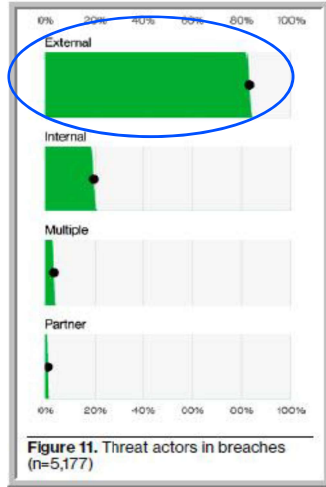 0% 20% 40% 60% 80% 100%
External
Internal
Multiple
Partner
0% 20% 40% 60% 80% 100%
Figure 11. Threat actors in breaches
(n=5,177)